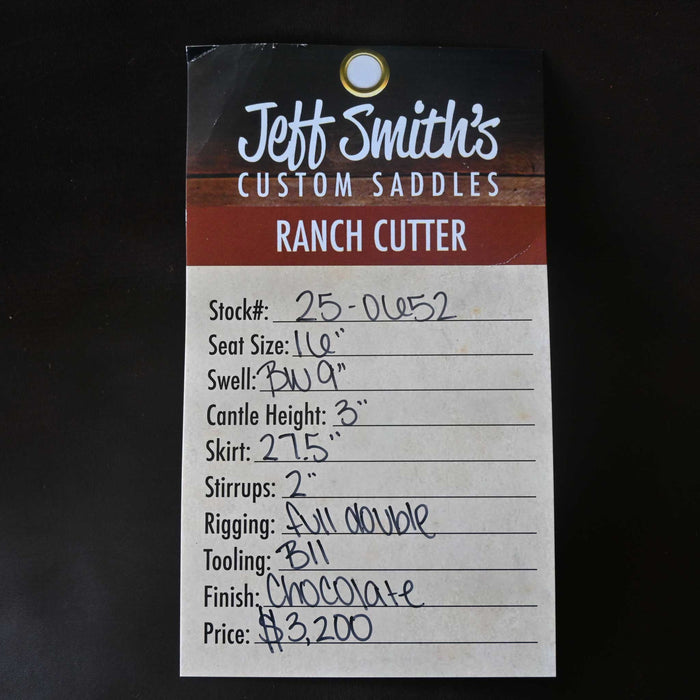 Jeff Smith's
CUSTOM SADDLES
RANCH CUTTER
Stock#: 25-0652
Seat Size: 16"
Swell: BW 9"
Cantle Height: 3"
Skirt: 27.5"
Stirrups: 2"
Rigging: full double
Tooling: B11
Finish: Chocolate
Price: $3,200